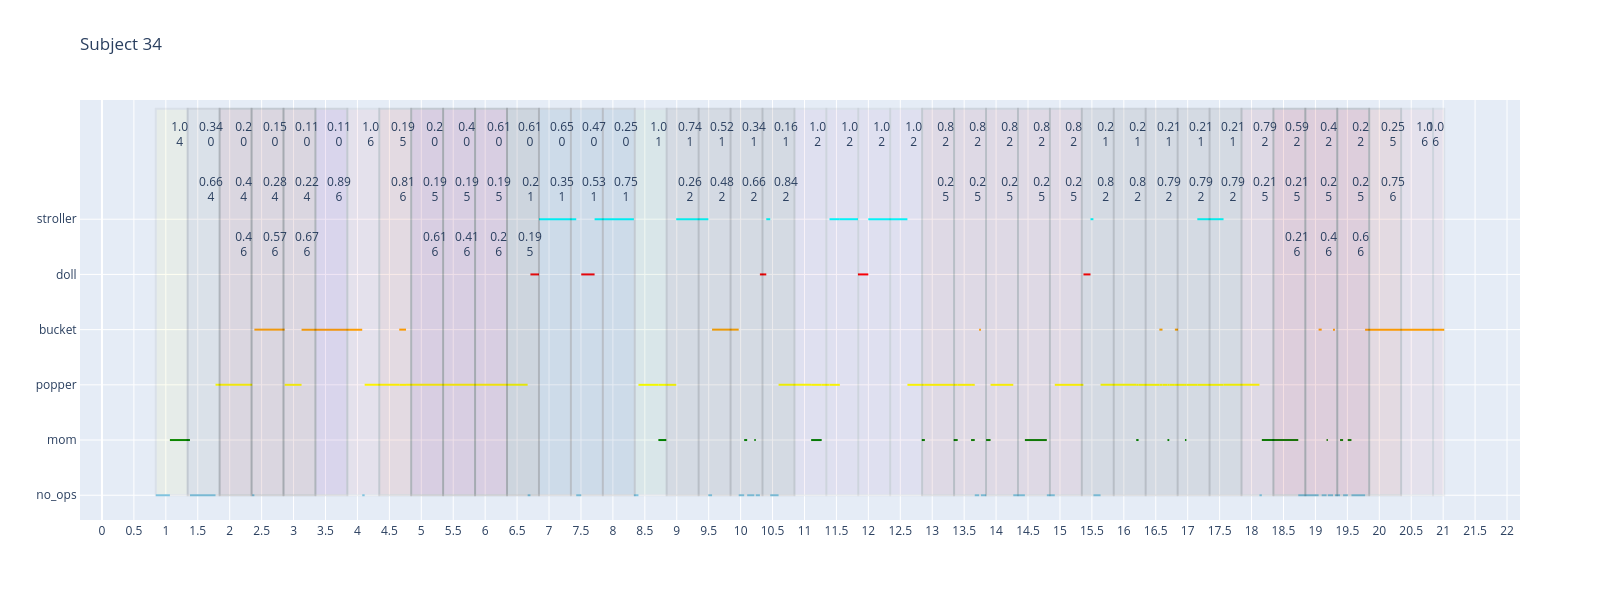 Subject 34
1.0 0.34 0.2 0.15 0.11 0.11 1.0 0.19 0.2 0.4 0.61 0.61 0.65 0.47 0.25 1.0 0.74 0.52 0.34 0.16 1.0 1.0 1.0 1.0 0.8 0.8 0.8 0.8 0.8 0.2 0.2 0.21 0.21 0.21 0.79 0.59 0.4 0.2 0.25 1.0 1.0
4 0 0 0 0 0 6 5 0 0 0 0 0 0 0 1 1 1 1 1 2 2 2 2 2 2 2 2 2 1 1 1 1 1 2 2 2 2 5 6 6
0.66 0.4 0.28 0.22 0.89 0.81 0.19 0.19 0.19 0.2 0.35 0.53 0.75 0.26 0.48 0.66 0.84 0.2 0.2 0.2 0.2 0.2 0.8 0.8 0.79 0.79 0.79 0.21 0.21 0.2 0.2 0.75
4 4 4 4 6 6 5 5 5 1 1 1 1 2 2 2 2 5 5 5 5 5 2 2 2 2 2 5 5 5 5 6
stroller
0.4 0.57 0.67 0.61 0.41 0.2 0.19 0.21 0.4 0.6
6 6 6 6 6 6 5 6 6 6
doll
bucket
popper
mom
no_ops
0 0.5 1 1.5 2 2.5 3 3.5 4 4.5 5 5.5 6 6.5 7 7.5 8 8.5 9 9.5 10 10.5 11 11.5 12 12.5 13 13.5 14 14.5 15 15.5 16 16.5 17 17.5 18 18.5 19 19.5 20 20.5 21 21.5 22